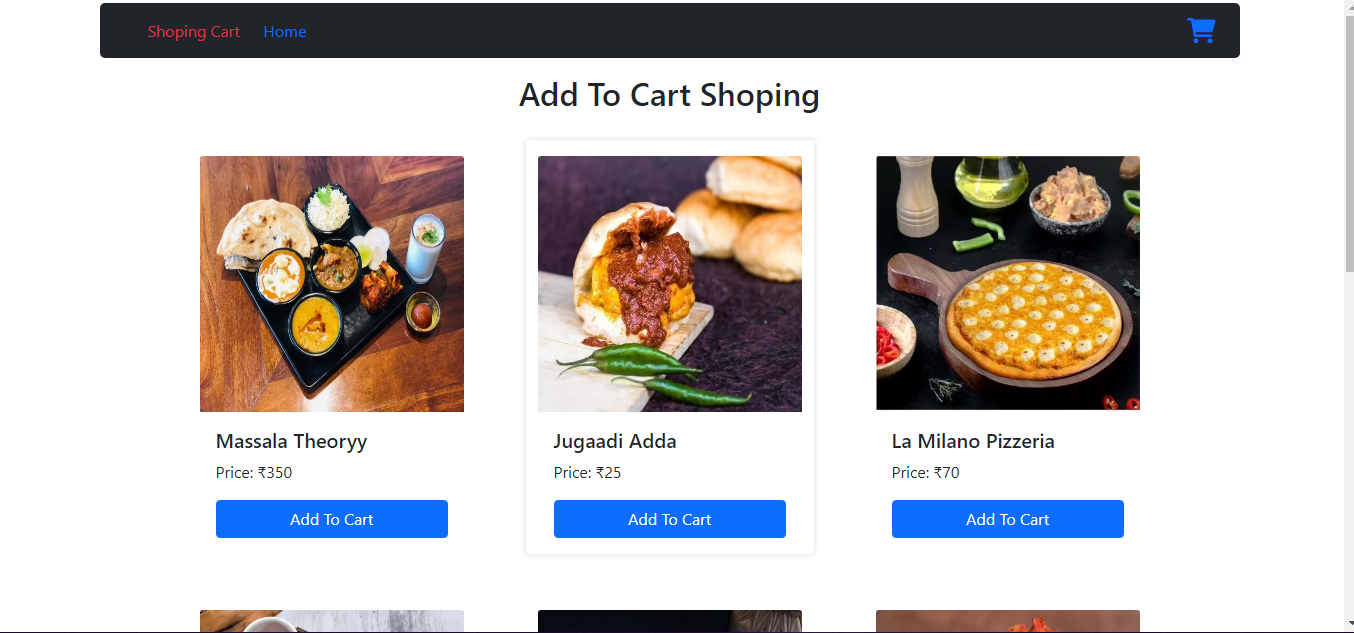 Shoping Cart Home
Add To Cart Shoping
Massala Theoryy
Price: ₹350
Add To Cart
Jugaadi Adda
Price: ₹25
Add To Cart
La Milano Pizzeria
Price: ₹70
Add To Cart